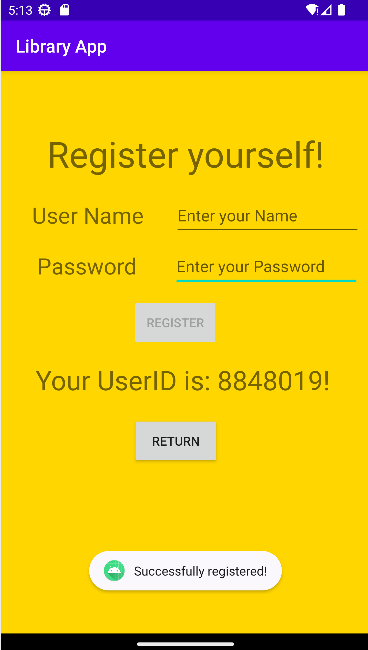 5:13
Library App
Register yourself!
User Name Enter your Name
Password Enter your Password
REGISTER
Your UserID is: 8848019!
RETURN
Successfully registered!